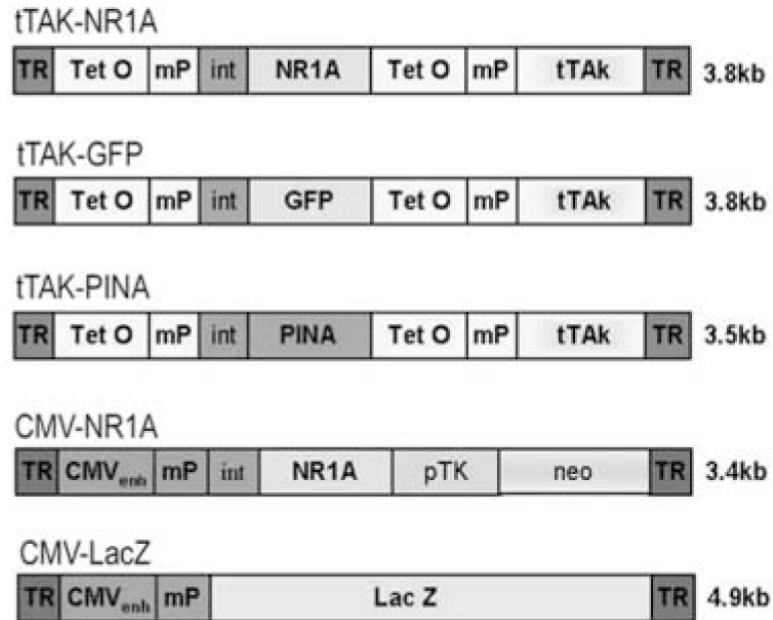 tTAK-NR1A
TR Tet O mP int NR1A Tet O mP tTAk TR 3.8kb
tTAK-GFP
TR Tet O mP int GFP Tet O mP tTAk TR 3.8kb
tTAK-PINA
TR Tet O mP int PINA Tet O mP tTAk TR 3.5kb
CMV-NR1A
TR CMVenh mP int NR1A pTK neo TR 3.4kb
CMV-LacZ
TR CMVenh mP Lac Z TR 4.9kb